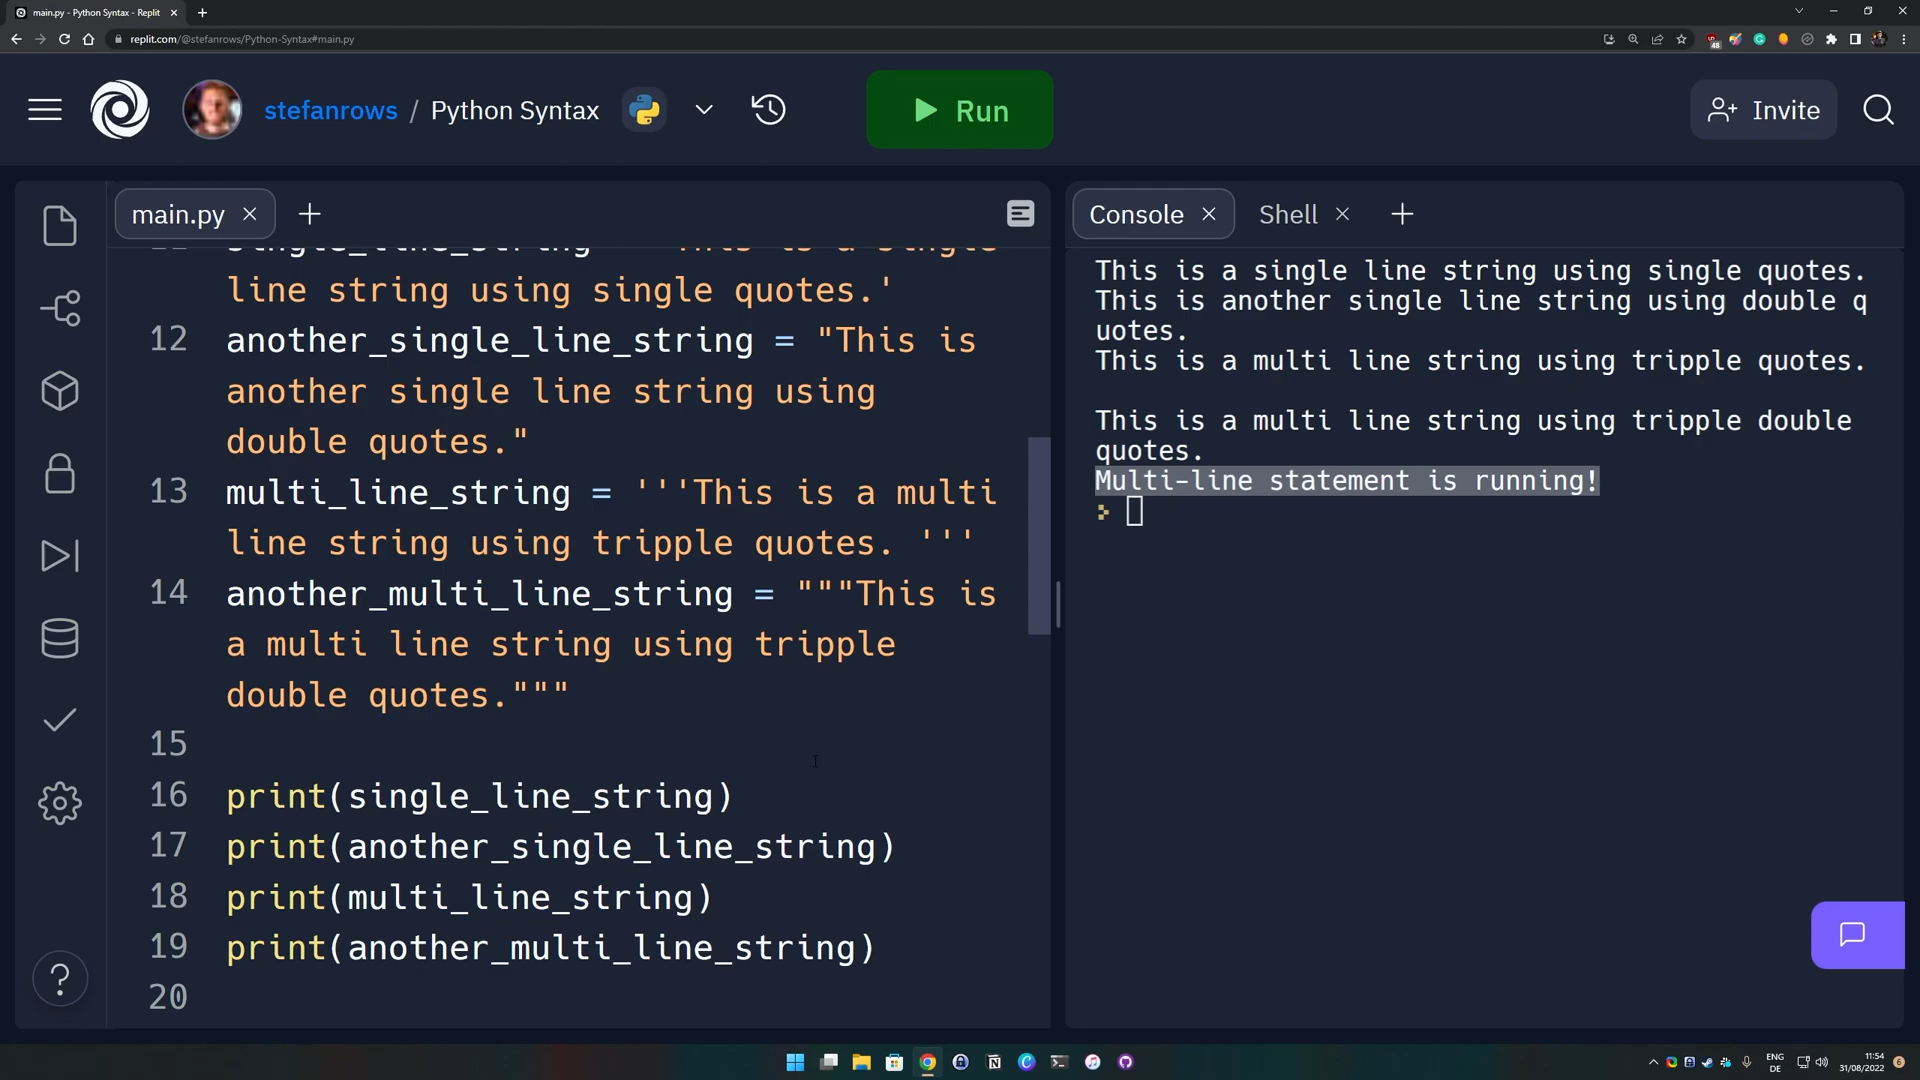 main.py - Python Syntax - Replit
replit.com/@stefanrows/Python-Syntax#main.py
48
stefanrows / Python Syntax
Run
Invite
main.py
Console
Shell
single_line_string
line string using single quotes.'
12 another_single_line_string = "This is
another single line string using
double quotes."
13 multi_line_string = '''This is a multi
line string using tripple quotes. '''
14 another_multi_line_string = """This is
a multi line string using tripple
double quotes."""
15
16 print(single_line_string)
17 print(another_single_line_string)
18 print(multi_line_string)
19 print(another_multi_line_string)
20
This is a single line string using single quotes.
This is another single line string using double q
uotes.
This is a multi line string using tripple quotes.
This is a multi line string using tripple double
quotes.
Multi-line statement is running!
ENG
DE
11:54
31/08/2022
6